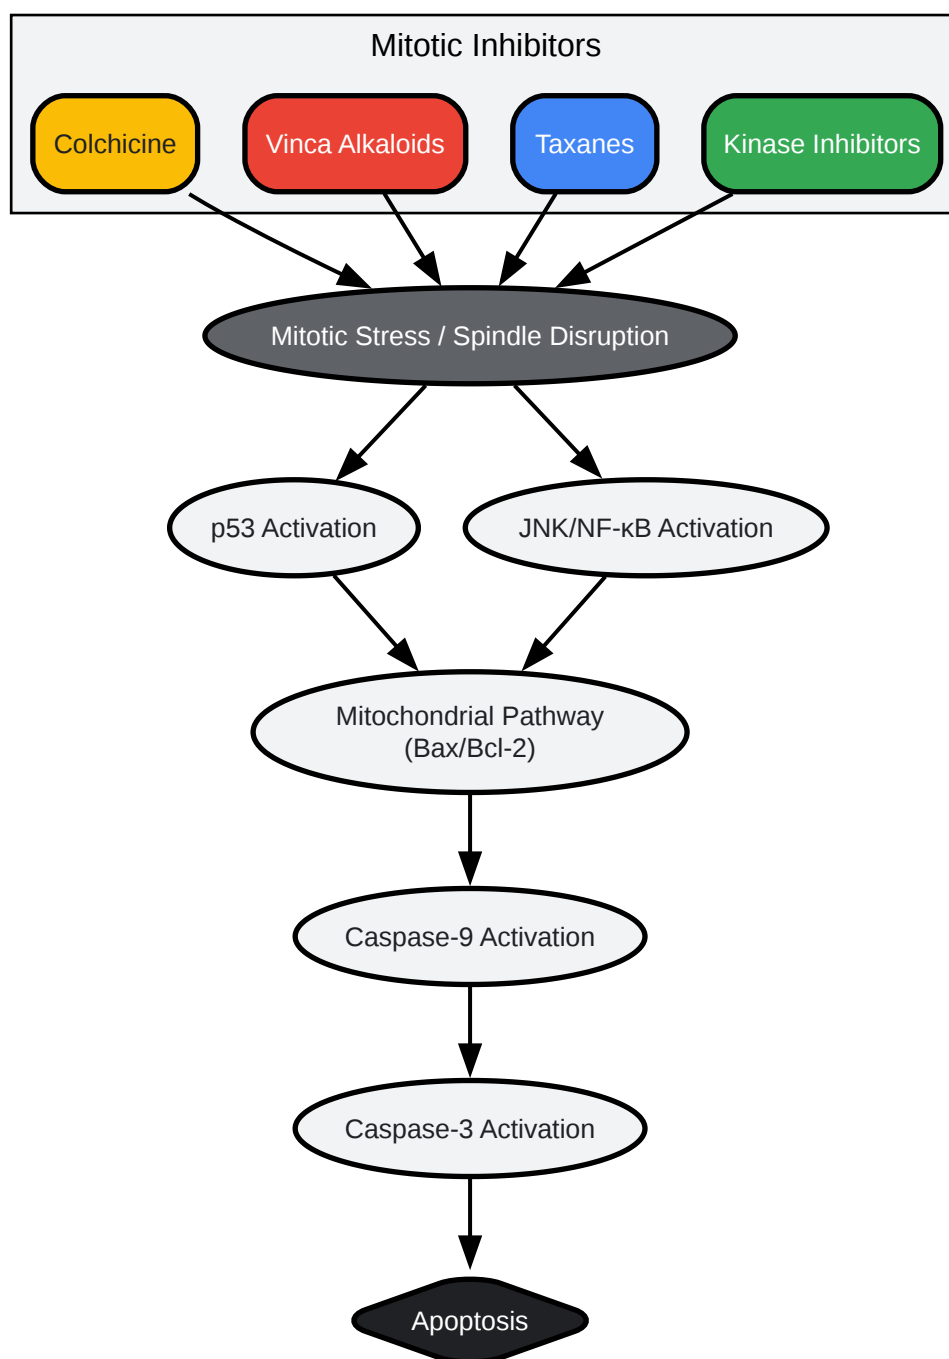 Mitotic Inhibitors
Colchicine
Vinca Alkaloids
Taxanes
Kinase Inhibitors
Mitotic Stress / Spindle Disruption
p53 Activation
JNK/NF-κB Activation
Mitochondrial Pathway
(Bax/Bcl-2)
Caspase-9 Activation
Caspase-3 Activation
Apoptosis